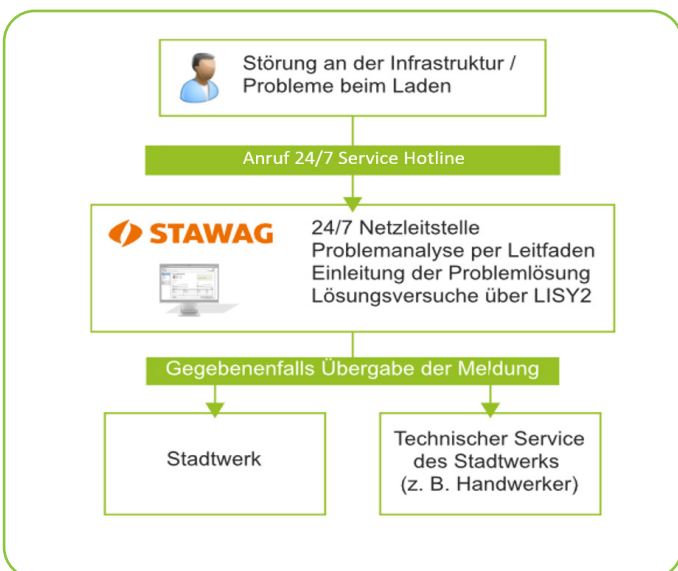 Störung an der Infrastruktur /
Probleme beim Laden
Anruf 24/7 Service Hotline
STAWAG
24/7 Netzleitstelle
Problemanalyse per Leitfaden
Einleitung der Problemlösung
Lösungsversuche über LISY2
Gegebenenfalls Übergabe der Meldung
Stadtwerk
Technischer Service
des Stadtwerks
(z. B. Handwerker)